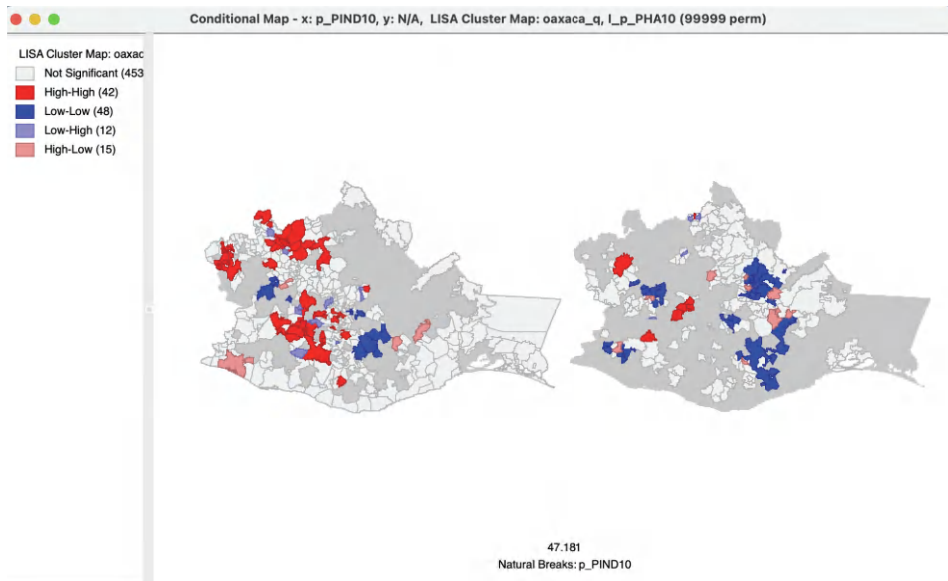 Conditional Map - x: p_PIND10, y: N/A, LISA Cluster Map: oaxaca_q, I_p_PHA10 (99999 perm)
LISA Cluster Map: oaxac
Not Significant (453
High-High (42)
Low-Low (48)
Low-High (12)
High-Low (15)
47.181
Natural Breaks: p_PIND10